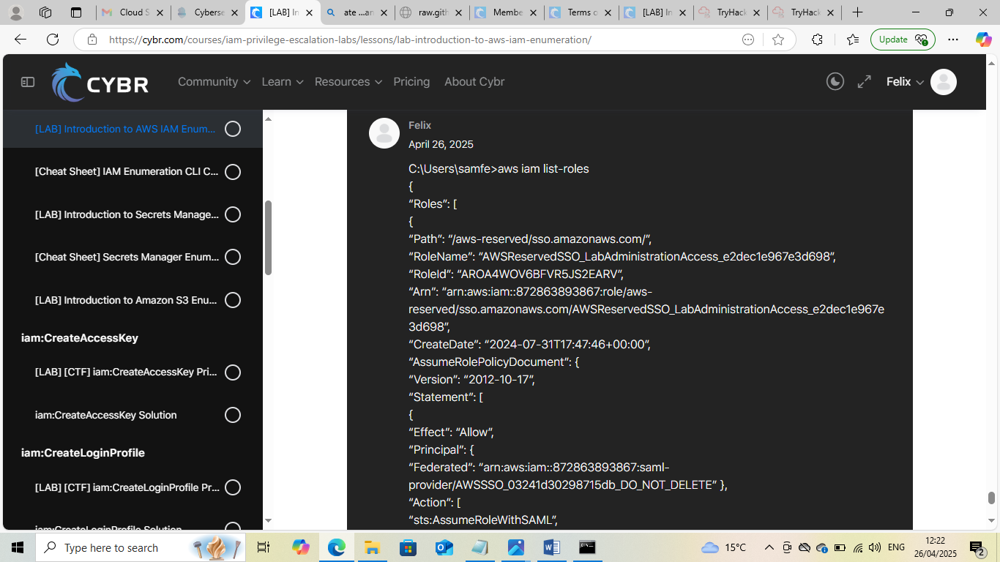 Cloud S
Cyberse
[LAB] In
ate ...an
raw.gith
Membe
Terms o
[LAB] In
TryHack
TryHack
https://cybr.com/courses/iam-privilege-escalation-labs/lessons/lab-introduction-to-aws-iam-enumeration/
Update
CYBR
Community
Learn
Resources
Pricing
About Cybr
Felix
[LAB] Introduction to AWS IAM Enum...
[Cheat Sheet] IAM Enumeration CLI C...
[LAB] Introduction to Secrets Manage...
[Cheat Sheet] Secrets Manager Enum...
[LAB] Introduction to Amazon S3 Enu...
iam:CreateAccessKey
[LAB] [CTF] iam:CreateAccessKey Pri...
iam:CreateAccessKey Solution
iam:CreateLoginProfile
[LAB] [CTF] iam:CreateLoginProfile Pr...
iam:CreateLoginProfile Solution
Felix
April 26, 2025
C:\Users\samfe>aws iam list-roles
{
“Roles”: [
{
“Path”: “/aws-reserved/sso.amazonaws.com/”,
“RoleName”: “AWSReservedSSO_LabAdministrationAccess_e2dec1e967e3d698”,
“RoleId”: “AROA4WOV6BFVR5JS2EARV”,
“Arn”: “arn:aws:iam::872863893867:role/aws-
reserved/sso.amazonaws.com/AWSReservedSSO_LabAdministrationAccess_e2dec1e967e
3d698”,
“CreateDate”: “2024-07-31T17:47:46+00:00”,
“AssumeRolePolicyDocument”: {
“Version”: “2012-10-17”,
“Statement”: [
{
“Effect”: “Allow”,
“Principal”: {
“Federated”: “arn:aws:iam::872863893867:saml-
provider/AWSSSO_03241d30298715db_DO_NOT_DELETE” },
“Action”: [
“sts:AssumeRoleWithSAML”,
Type here to search
15°C
ENG
12:22
26/04/2025
2